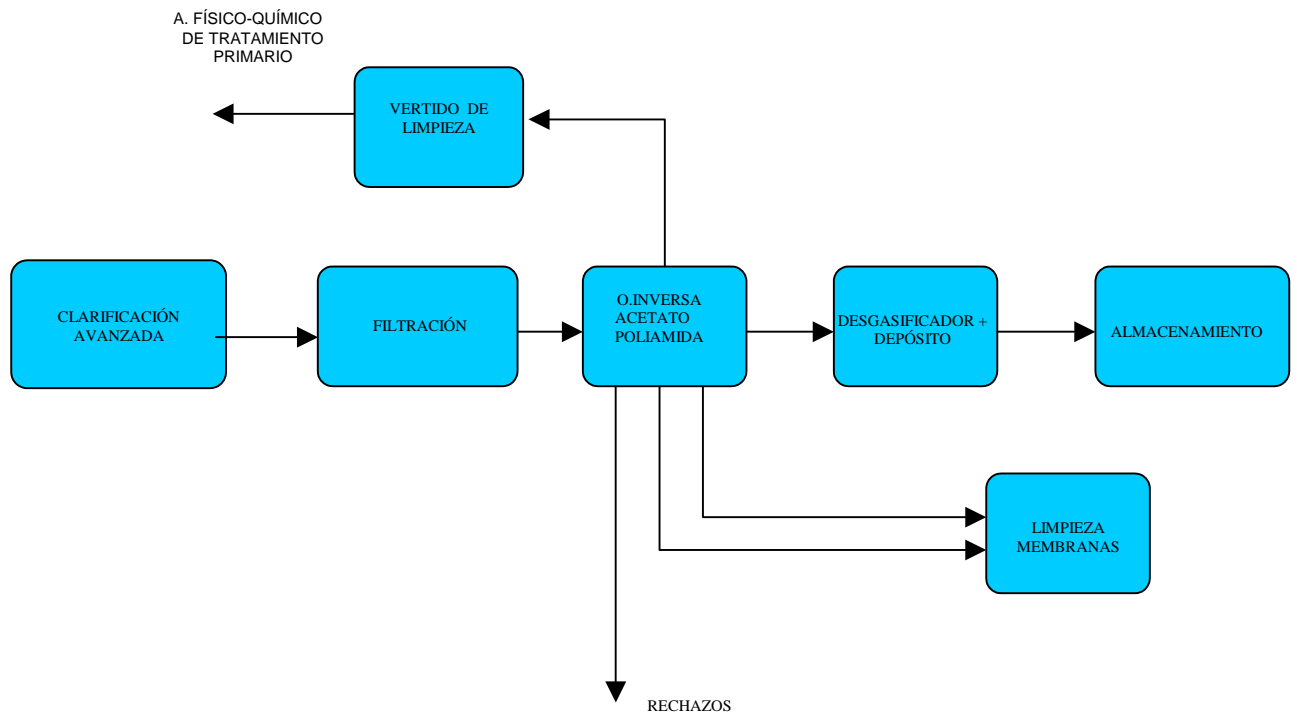 A. FÍSICO-QUÍMICO
DE TRATAMIENTO
PRIMARIO
VERTIDO DE
LIMPIEZA
CLARIFICACIÓN
AVANZADA
FILTRACIÓN
O.INVERSA
ACETATO
POLIAMIDA
DESGASIFICADOR +
DEPÓSITO
ALMACENAMIENTO
LIMPIEZA
MEMBRANAS
RECHAZOS